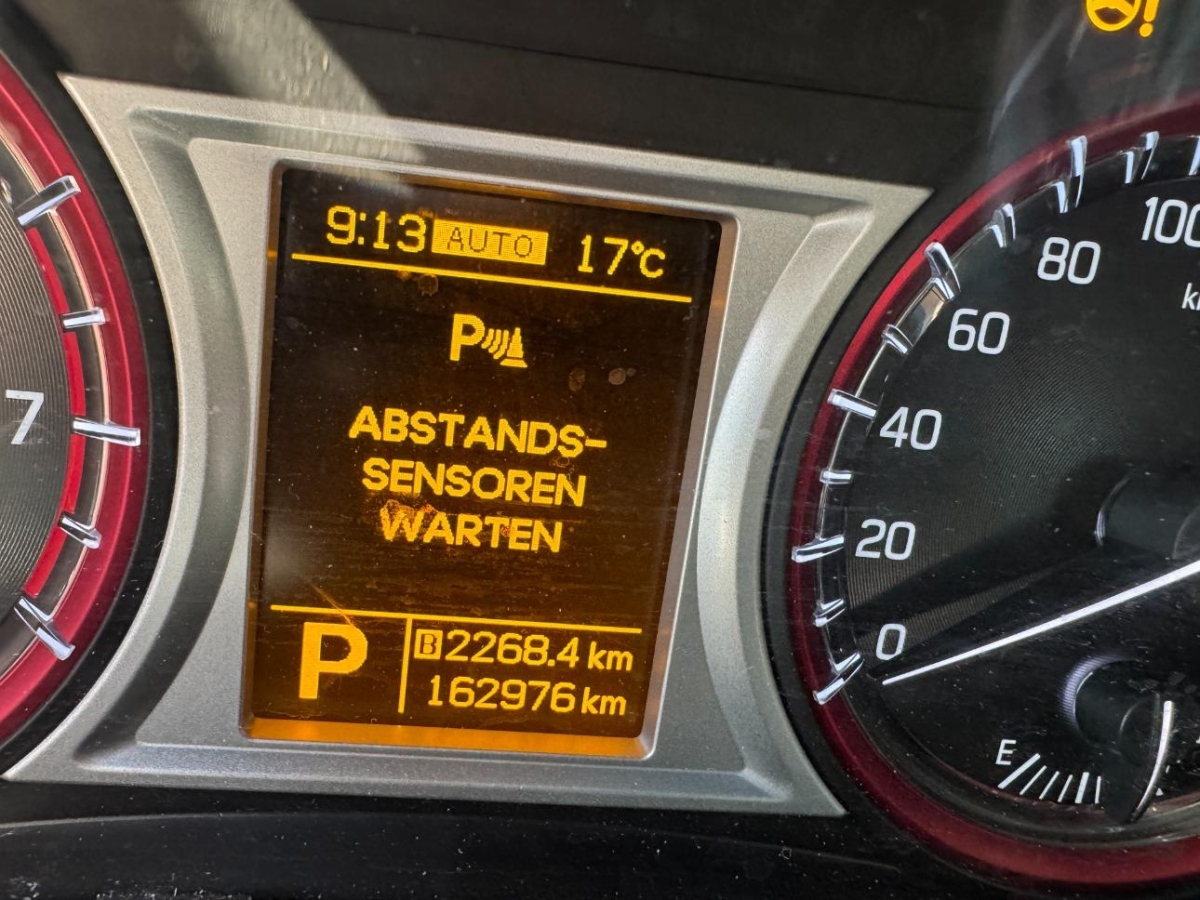 9:13 AUTO 17°C
P
ABSTANDS-
SENSOREN
WARTEN
P
B 2268.4 km
162976 km
7
0
20
40
60
80
100
E